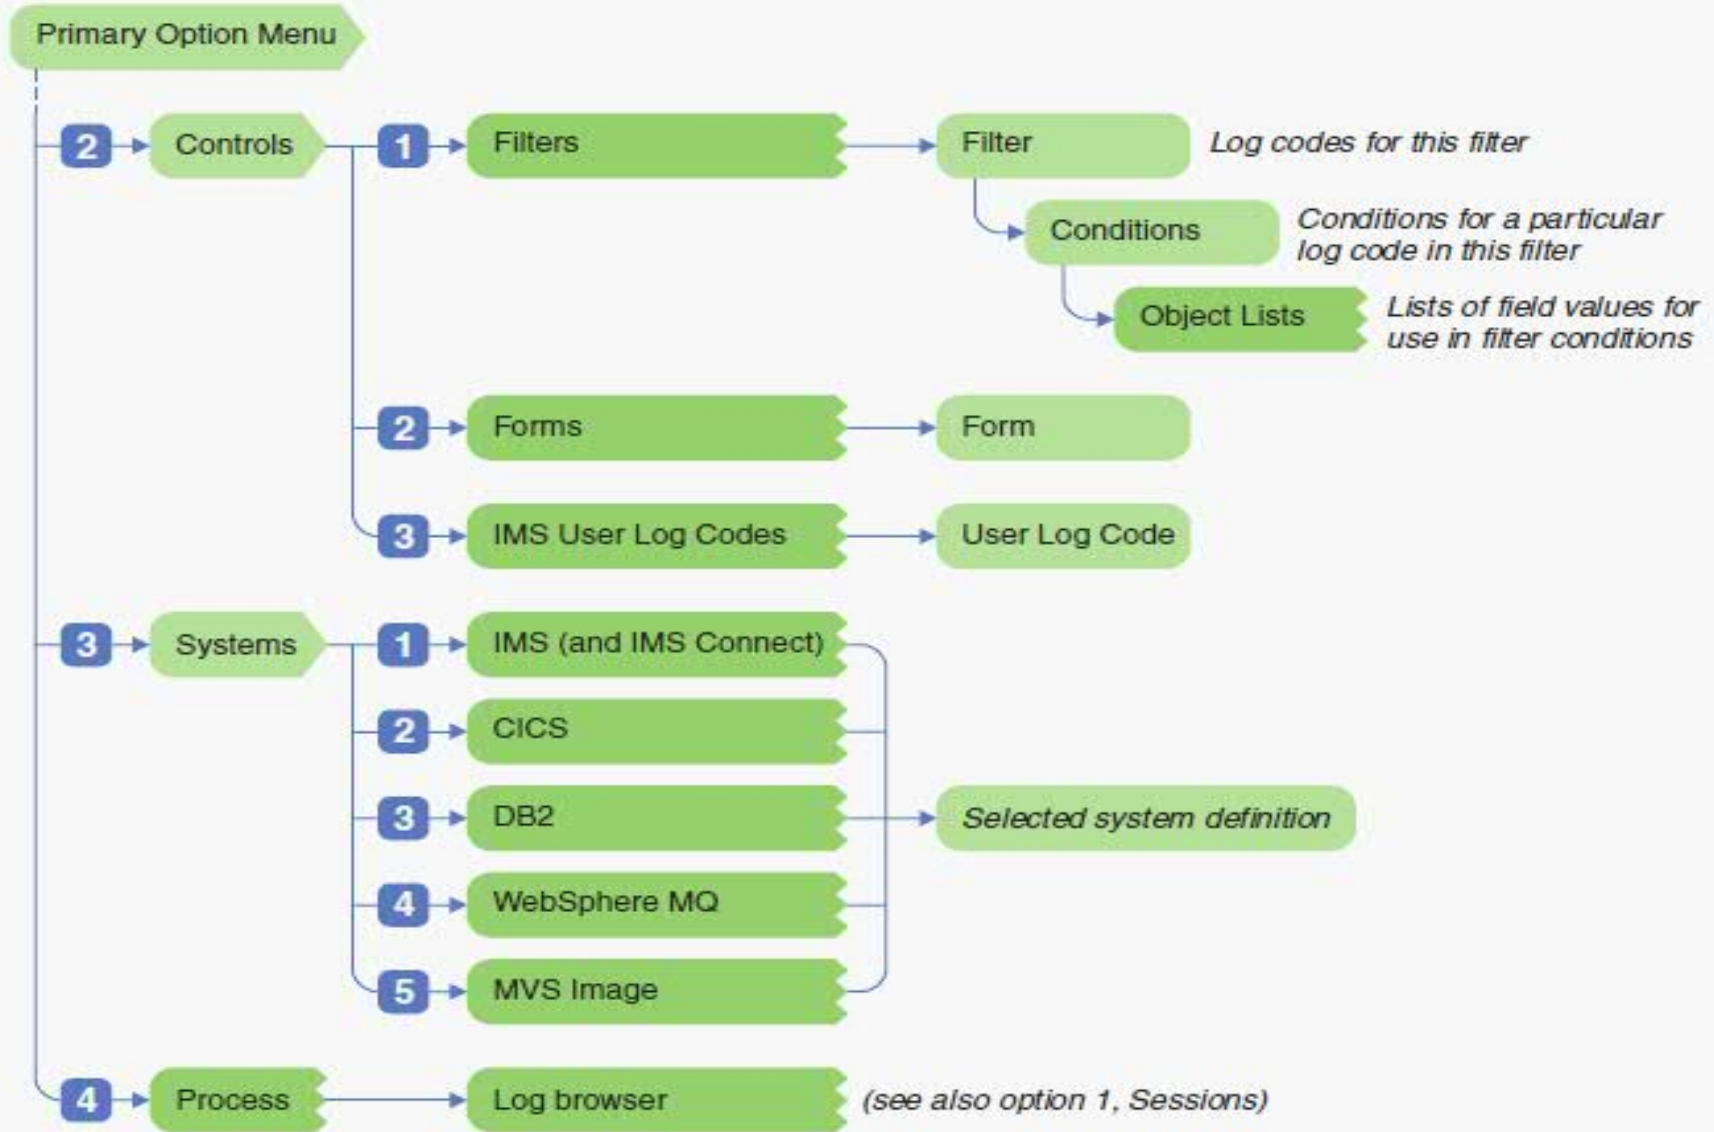 Primary Option Menu
2 Controls
1 Filters
Filter
Log codes for this filter
Conditions
Conditions for a particular
log code in this filter
Object Lists
Lists of field values for
use in filter conditions
2 Forms
Form
3 IMS User Log Codes
User Log Code
3 Systems
1 IMS (and IMS Connect)
2 CICS
3 DB2
Selected system definition
4 WebSphere MQ
5 MVS Image
4 Process
Log browser
(see also option 1, Sessions)